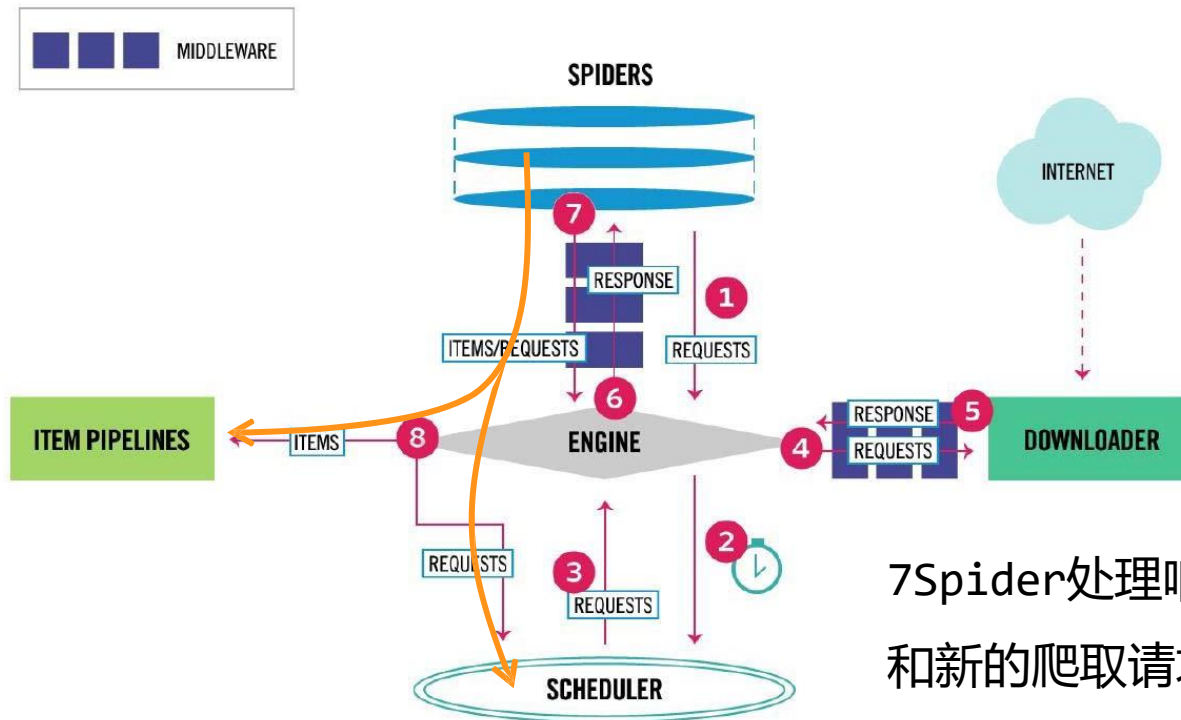 MIDDLEWARE
SPIDERS
INTERNET
7
RESPONSE
1
ITEMS/REQUESTS
REQUESTS
6
RESPONSE
5
ITEM PIPELINES
ITEMS
8
ENGINE
4
REQUESTS
DOWNLOADER
2
REQUESTS
3
REQUESTS
7Spider处理
和新的爬取请
SCHEDULER